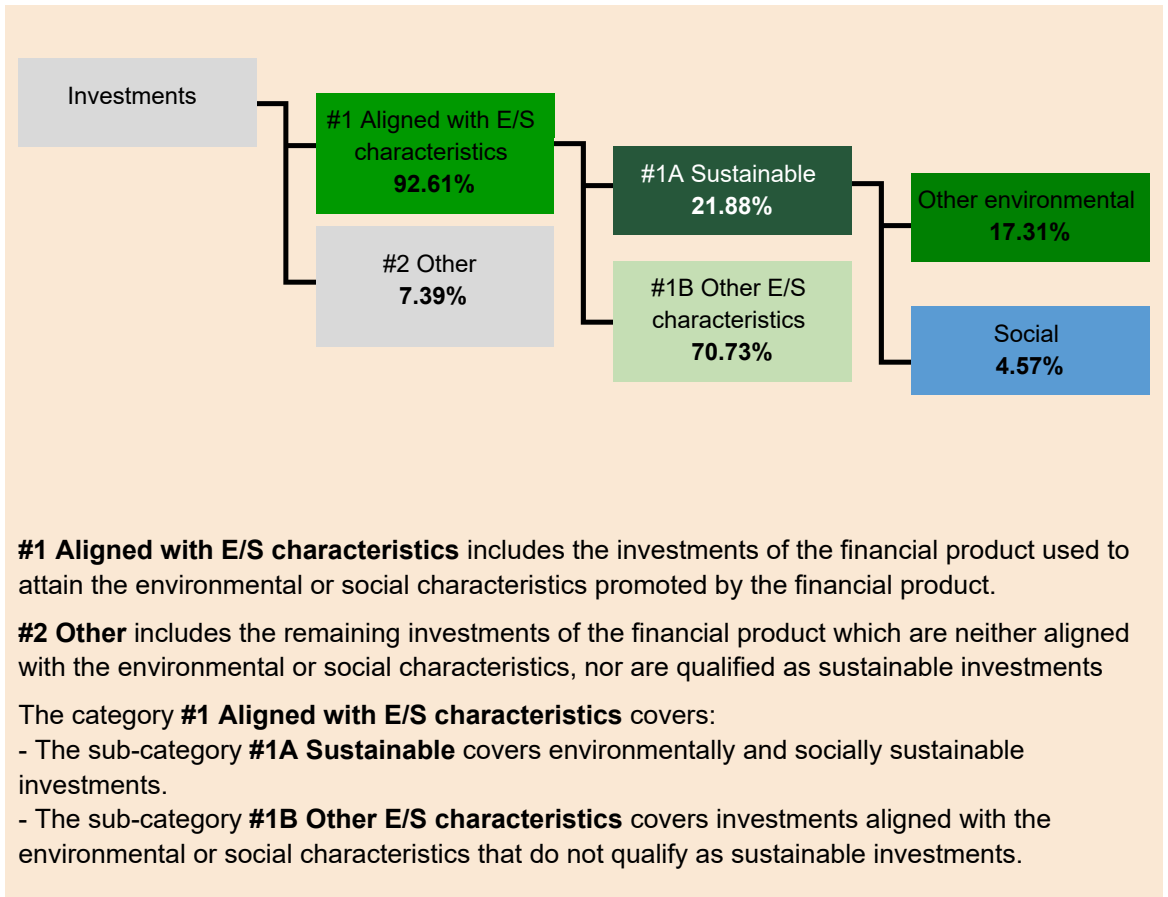 Investments
#1 Aligned with E/S
characteristics
92.61%
#2 Other
7.39%
#1A Sustainable
21.88%
#1B Other E/S
characteristics
70.73%
Other environmental
17.31%
Social
4.57%
#1 Aligned with E/S characteristics includes the investments of the financial product used to
attain the environmental or social characteristics promoted by the financial product.
#2 Other includes the remaining investments of the financial product which are neither aligned
with the environmental or social characteristics, nor are qualified as sustainable investments
The category #1 Aligned with E/S characteristics covers:
- The sub-category #1A Sustainable covers environmentally and socially sustainable
investments.
- The sub-category #1B Other E/S characteristics covers investments aligned with the
environmental or social characteristics that do not qualify as sustainable investments.